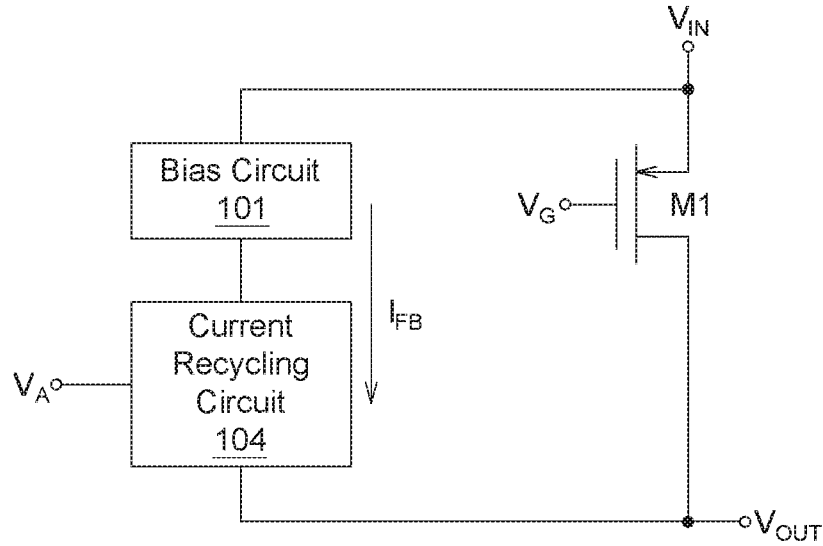 V_IN
Bias Circuit
101
V_G
M1
I_FB
Current
Recycling
Circuit
104
V_A
V_OUT